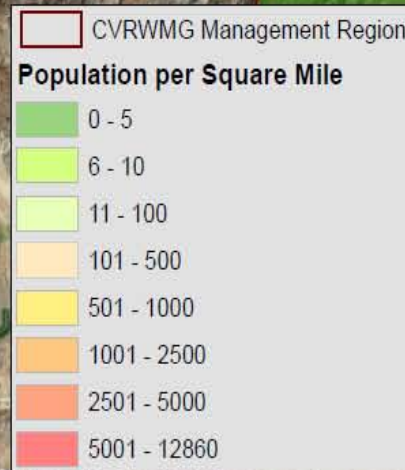 CVRWMG Management Region
Population per Square Mile
0 - 5
6 - 10
11 - 100
101 - 500
501 - 1000
1001 - 2500
2501 - 5000
5001 - 12860